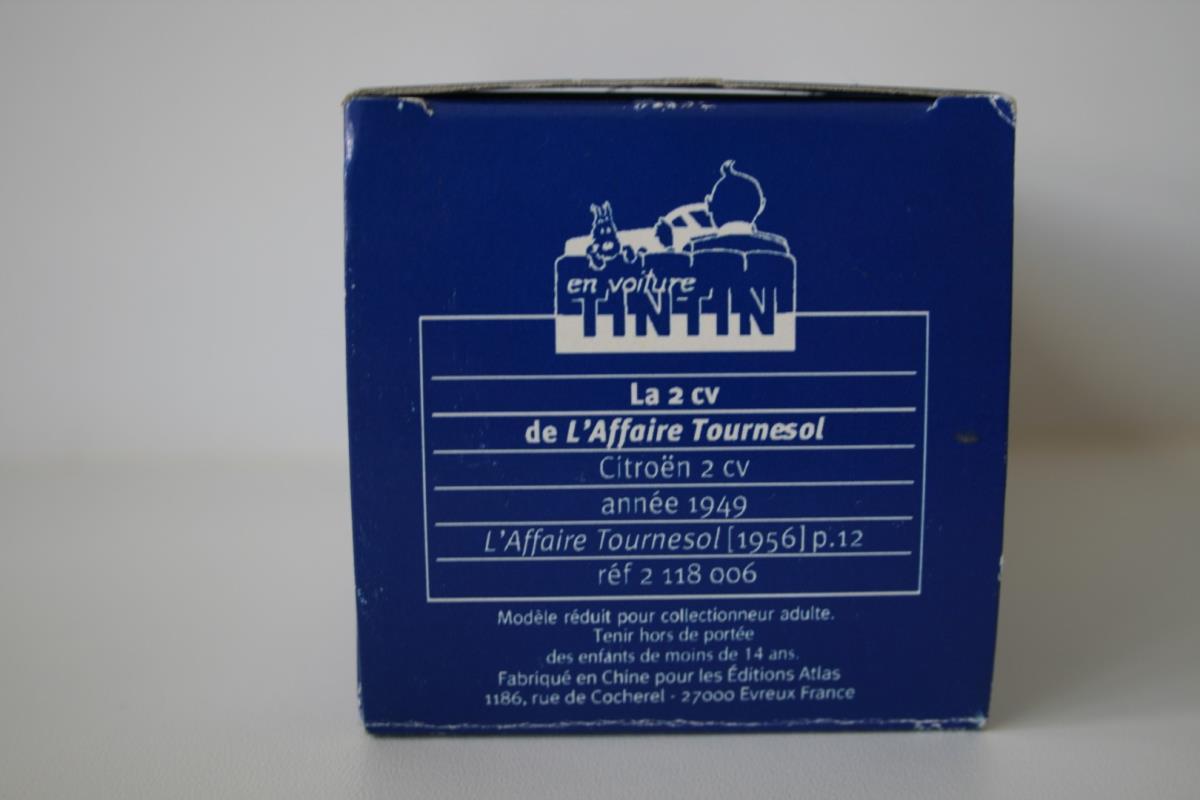 en voiture
TINTIN
La 2 cv
de L'Affaire Tournesol
Citroën 2 cv
année 1949
L'Affaire Tournesol [1956] p.12
réf 2 118 006
Modèle réduit pour collectionneur adulte.
Tenir hors de portée
des enfants de moins de 14 ans.
Fabriqué en Chine pour les Éditions Atlas
1186, rue de Cocherel - 27000 Evreux France